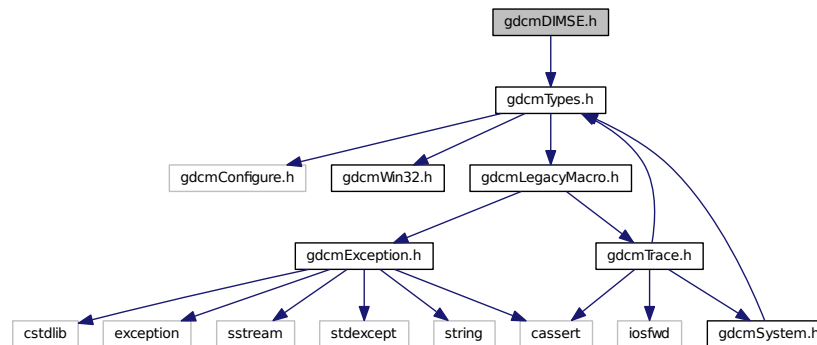 gdcmDIMSE.h
gdcmTypes.h
gdcmConfigure.h
gdcmWin32.h
gdcmLegacyMacro.h
gdcmException.h
gdcmTrace.h
cstdlib
exception
sstream
stdexcept
string
cassert
iosfwd
gdcmSystem.h